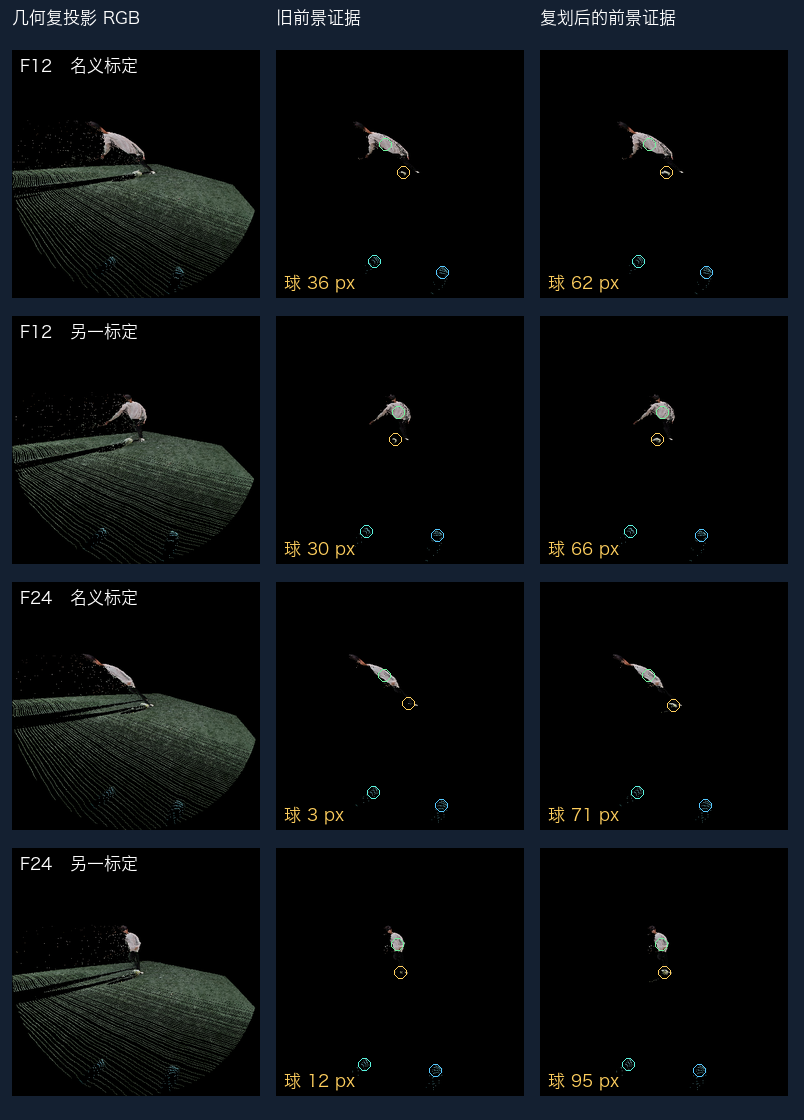 几何复投影 RGB
旧前景证据
复划后的前景证据
F12 名义标定
球 36 px
球 62 px
F12 另一标定
球 30 px
球 66 px
F24 名义标定
球 3 px
球 71 px
F24 另一标定
球 12 px
球 95 px